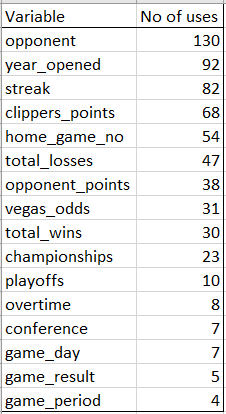 Variable No of uses
opponent 130
year_opened 92
streak 82
clippers_points 68
home_game_no 54
total_losses 47
opponent_points 38
vegas_odds 31
total_wins 30
championships 23
playoffs 10
overtime 8
conference 7
game_day 7
game_result 5
game_period 4